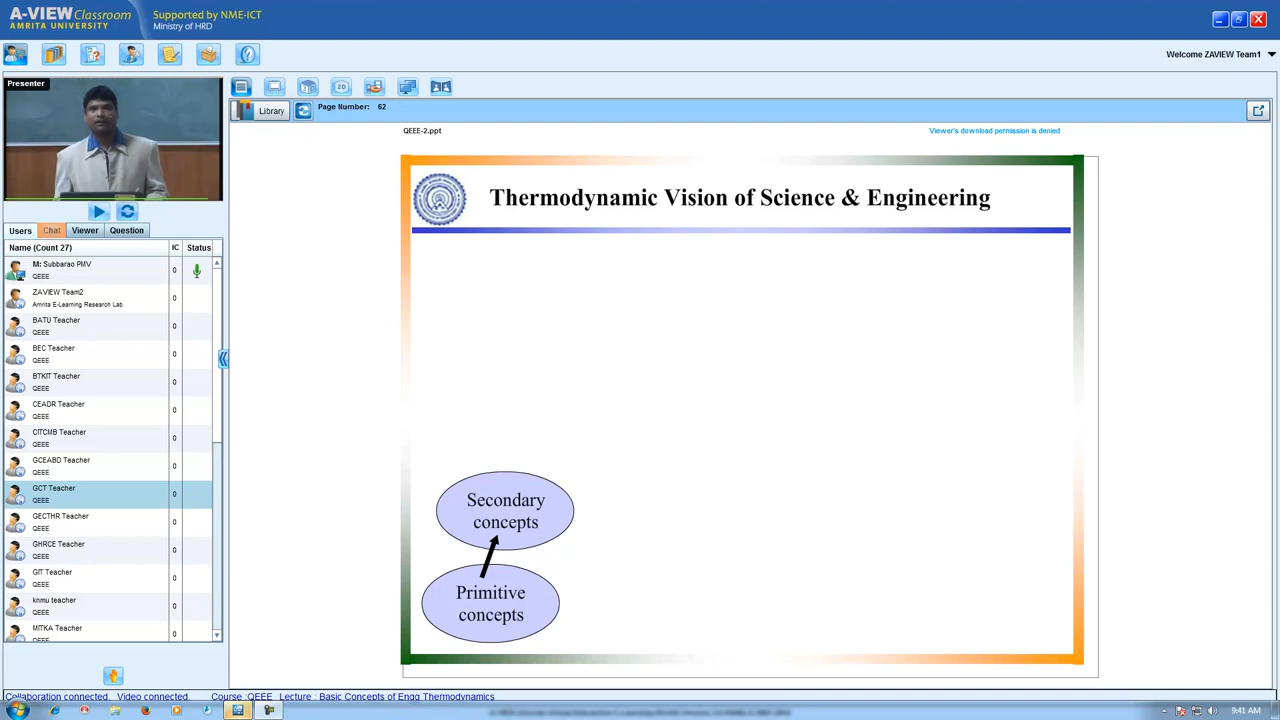 A-VIEW Classroom
AMRITA UNIVERSITY
Supported by NME-ICT
Ministry of HRD
Welcome ZAVIEW Team1
Presenter
2D
Library
Page Number: 62
QEEE-2.ppt
Viewer's download permission is denied
Thermodynamic Vision of Science & Engineering
Secondary
concepts
Primitive
concepts
Users
Chat
Viewer
Question
Name (Count 27)
IC
Status
M: Subbarao PMV
QEEE
0
ZAVIEW Team2
Amrita E-Learning Research Lab
0
BATU Teacher
QEEE
0
BEC Teacher
QEEE
0
BTKIT Teacher
QEEE
0
CEADR Teacher
QEEE
0
CITCMB Teacher
QEEE
0
GCEABD Teacher
QEEE
0
GCT Teacher
QEEE
0
GECTHR Teacher
QEEE
0
GHRCE Teacher
QEEE
0
GIT Teacher
QEEE
0
knmu teacher
QEEE
0
MITKA Teacher
QEEE
0
Collaboration connected. Video connected. Course :QEEE Lecture : Basic Concepts of Engg Thermodynamics
9:41 AM